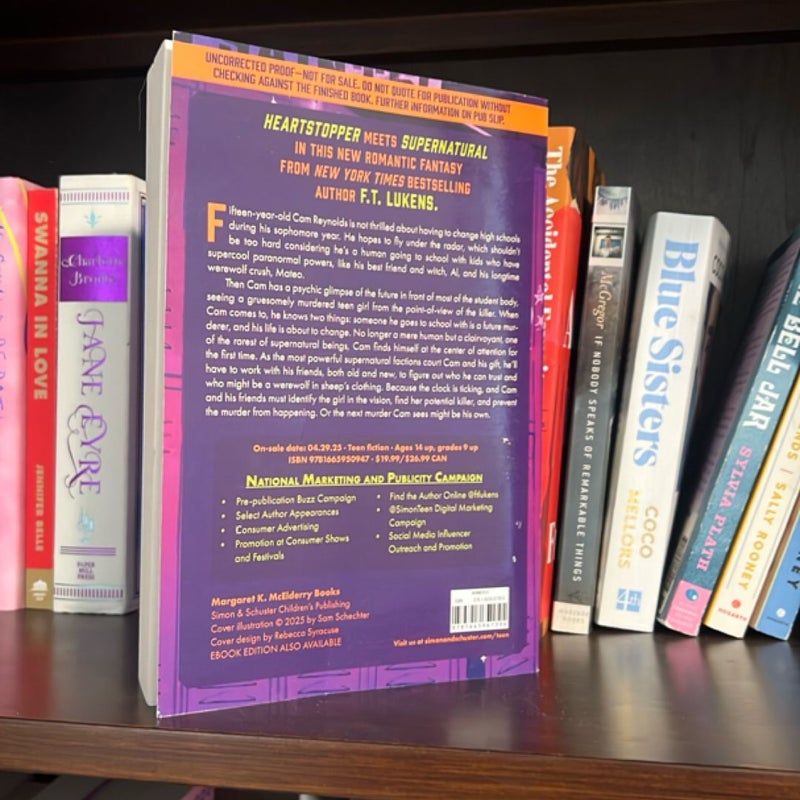 UNCORRECTED PROOF—NOT FOR SALE. DO NOT QUOTE FOR PUBLICATION WITHOUT
CHECKING AGAINST THE FINISHED BOOK. FURTHER INFORMATION ON PUB SLIP.
HEARTSTOPPER MEETS SUPERNATURAL
IN THIS NEW ROMANTIC FANTASY
FROM NEW YORK TIMES BESTSELLING
AUTHOR F.T. LUKENS.
Fifteen-year-old Cam Reynolds is not thrilled about having to change high schools
during his sophomore year. He hopes to fly under the radar, which shouldn't
be too hard considering he's a human going to school with kids who have
supercool paranormal powers, like his best friend and witch, Al, and his longtime
werewolf crush, Mateo.
Then Cam has a psychic glimpse of the future in front of most of the student body,
seeing a gruesomely murdered teen girl from the point-of-view of the killer. When
Cam comes to, he knows two things: someone he goes to school with is a future mur-
derer, and his life is about to change. No longer a mere human but a clairvoyant, one
of the rarest of supernatural beings, Cam finds himself at the center of attention for
the first time. As the most powerful supernatural factions court Cam and his gift, he'll
have to work with his friends, both old and new, to figure out who he can trust and
who might be a werewolf in sheep's clothing. Because the clock is ticking, and Cam
and his friends must identify the girl in the vision, find her potential killer, and prevent
the murder from happening. Or the next murder Cam sees might be his own.
On-sale date: 04.29.25 • Teen fiction • Ages 14 up, grades 9 up
ISBN 9781665950947 • $19.99/$26.99 CAN
NATIONAL MARKETING AND PUBLICITY CAMPAIGN
• Pre-publication Buzz Campaign
• Select Author Appearances
• Consumer Advertising
• Promotion at Consumer Shows
and Festivals
• Find the Author Online @ftlukens
• @SimonTeen Digital Marketing
Campaign
• Social Media Influencer
Outreach and Promotion
Margaret K. McElderry Books
Simon & Schuster Children's Publishing
Cover illustration © 2025 by Sam Schechter
Cover design by Rebecca Syracuse
EBOOK EDITION ALSO AVAILABLE
Visit us at simonandschuster.com/teen
SWANNA IN LOVE
JENNIFER BELLE
Charlotte
Brontë
JANE EYRE
PAPER
MILL
PRESS
The Accidental
McGregor IF NOBODY SPEAKS OF REMARKABLE THINGS
Blue Sisters
COCO
MELLORS
4th
BELL JAR
SYLVIA PLATH
SALLY ROONEY